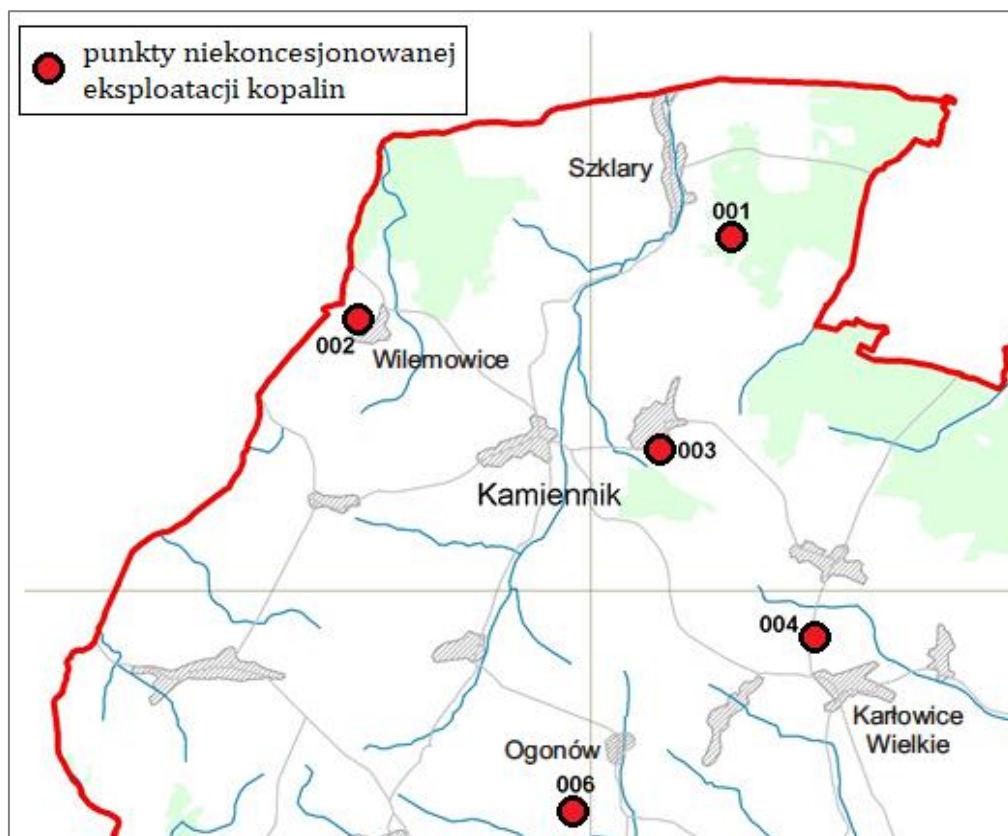 punkty niekoncesjonowanej
eksploatacji kopalin
Szklary
001
002
Wilemowice
003
Kamiennik
004
Karłowice
Wielkie
Ogonów
006